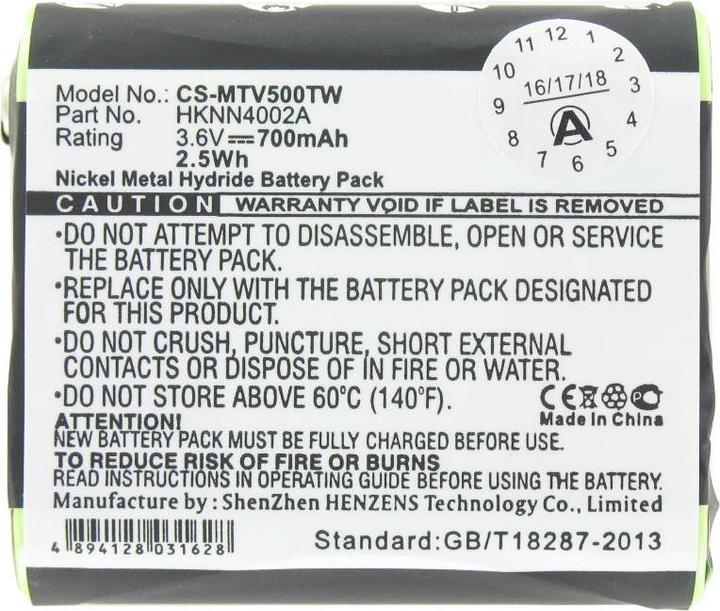 Model No.: CS-MTV500TW
Part No. HKNN4002A
Rating 3.6V⎓700mAh
2.5Wh
Nickel Metal Hydride Battery Pack
12 1 2 3 4 5 6 7 8 9 10 11
16/17/18
A
CAUTION WARRANTY VOID IF LABEL IS REMOVED
•DO NOT ATTEMPT TO DISASSEMBLE, OPEN OR SERVICE
THE BATTERY PACK.
•REPLACE ONLY WITH THE BATTERY PACK DESIGNATED
FOR THIS PRODUCT.
•DO NOT CRUSH, PUNCTURE, SHORT EXTERNAL
CONTACTS OR DISPOSE OF IN FIRE OR WATER.
•DO NOT STORE ABOVE 60°C (140°F).
CE
Made in China
ATTENTION!
NEW BATTERY PACK MUST BE FULLY CHARGED BEFORE USE.
TO REDUCE RISK OF FIRE OR BURNS
READ INSTRUCTIONS IN OPERATING GUIDE BEFORE USING THE BATTERY.
Manufacture by : ShenZhen HENZENS Technology Co., Limited
4 894128 031628
Standard:GB/T18287-2013